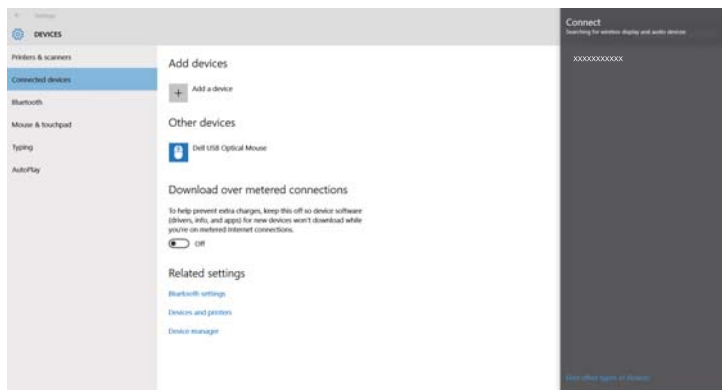 Settings
DEVICES
Printers & scanners
Connected devices
Bluetooth
Mouse & touchpad
Typing
AutoPlay
Add devices
Add a device
Other devices
Dell USB Optical Mouse
Download over metered connections
To help prevent extra charges, keep this off so device software
(drivers, info, and apps) for new devices won't download while
you're on metered Internet connections.
Off
Related settings
Bluetooth settings
Devices and printers
Device manager
Connect
Searching for wireless display and audio devices
XXXXXXXXXXX
Find other types of devices